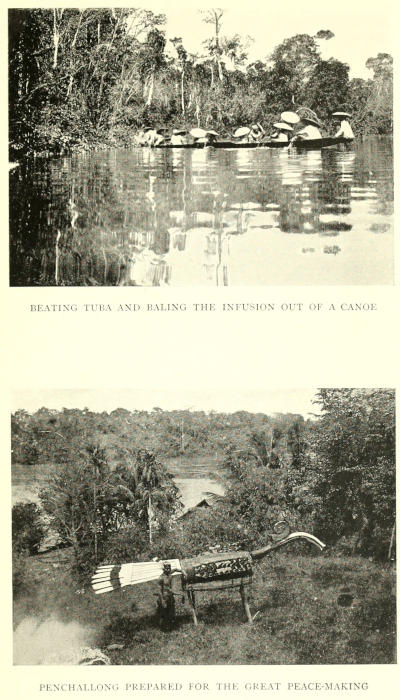 BEATING TUBA AND BALING THE INFUSION OUT OF A CANOE
PENCHALLONG PREPARED FOR THE GREAT PEACE-MAKING